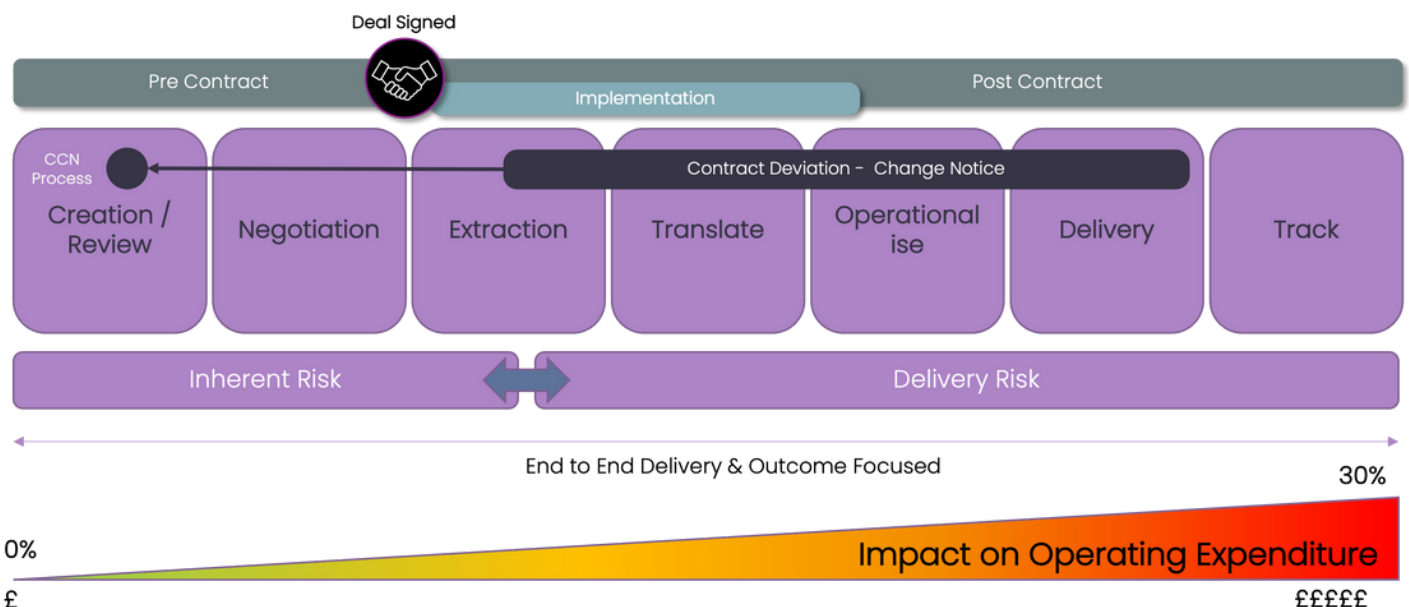 Deal Signed
Pre Contract
Post Contract
Implementation
CCN
Process
Contract Deviation - Change Notice
Creation /
Review
Negotiation
Extraction
Translate
Operational
ise
Delivery
Track
Inherent Risk
Delivery Risk
End to End Delivery & Outcome Focused
30%
0%
Impact on Operating Expenditure
£
£££££